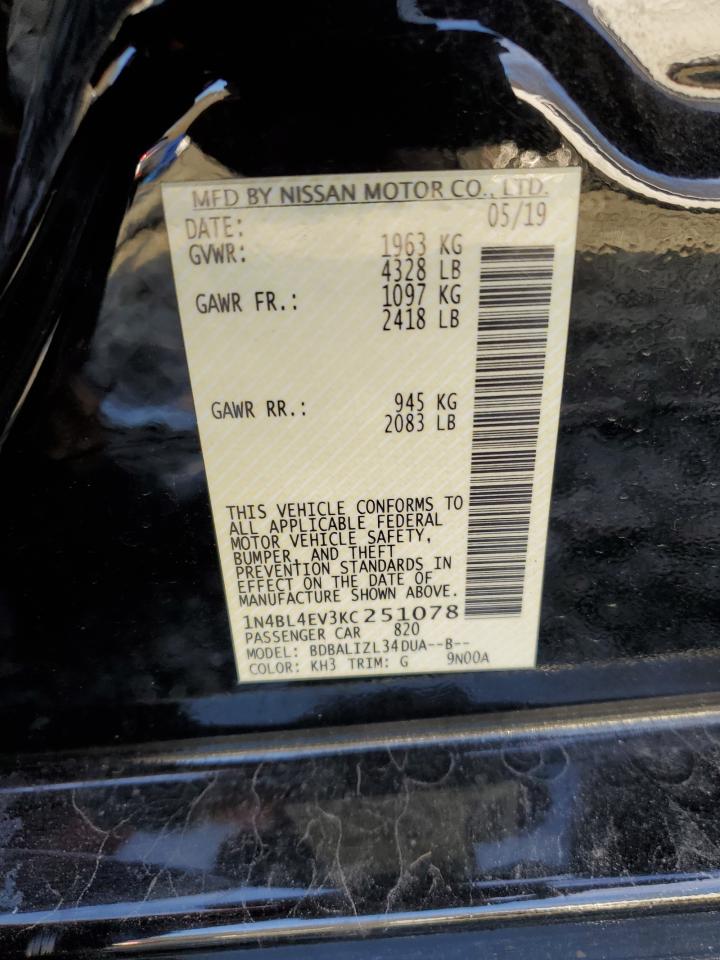 MFD BY NISSAN MOTOR CO., LTD.
DATE: 05/19
GVWR: 1963 KG
4328 LB
GAWR FR.: 1097 KG
2418 LB
GAWR RR.: 945 KG
2083 LB
THIS VEHICLE CONFORMS TO
ALL APPLICABLE FEDERAL
MOTOR VEHICLE SAFETY,
BUMPER, AND THEFT
PREVENTION STANDARDS IN
EFFECT ON THE DATE OF
MANUFACTURE SHOWN ABOVE.
1N4BL4EV3KC251078
PASSENGER CAR 820
MODEL: BDBALIZL34DUA--B--
COLOR: KH3 TRIM: G 9N00A